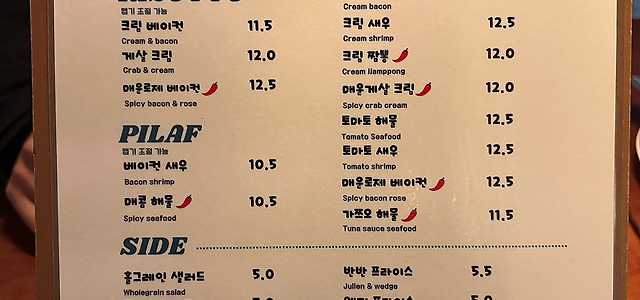 맵기 조절 가능
크림 베이컨 11.5
Cream & bacon
게살 크림 12.0
Crab & cream
매운로제 베이컨 12.5
Spicy bacon & rose
PILAF
맵기 조절 가능
베이컨 새우 10.5
Bacon shrimp
매콤 해물 10.5
Spicy seafood
Cream bacon
크림 새우 12.5
Cream shrimp
크림 짬뽕 12.0
Cream Jjamppong
매운게살 크림 12.0
Spicy crab cream
토마토 해물 12.5
Tomato Seafood
토마토 새우 12.5
Tomato shrimp
매운로제 베이컨 12.5
Spicy bacon rose
가쯔오 해물 11.5
Tuna sauce seafood
SIDE
홀그레인 샐러드 5.0
Wholegrain salad
반반 프라이스 5.5
Julien & wedge